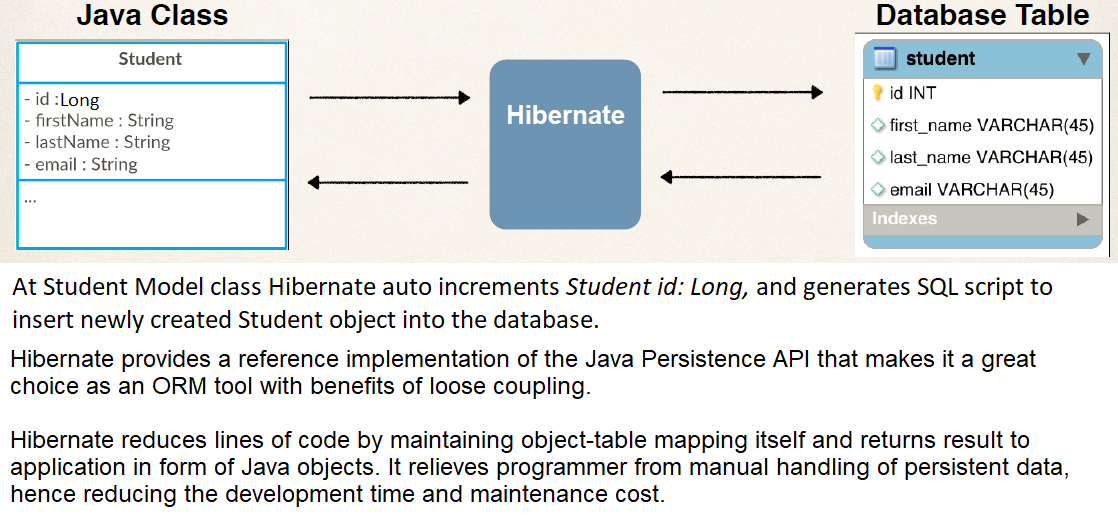 Java Class
Database Table
Student
- id :Long
- firstName : String
- lastName : String
- email : String
...
Hibernate
student
id INT
first_name VARCHAR(45)
last_name VARCHAR(45)
email VARCHAR(45)
Indexes
At Student Model class Hibernate auto increments Student id: Long, and generates SQL script to
insert newly created Student object into the database.
Hibernate provides a reference implementation of the Java Persistence API that makes it a great
choice as an ORM tool with benefits of loose coupling.
Hibernate reduces lines of code by maintaining object-table mapping itself and returns result to
application in form of Java objects. It relieves programmer from manual handling of persistent data,
hence reducing the development time and maintenance cost.